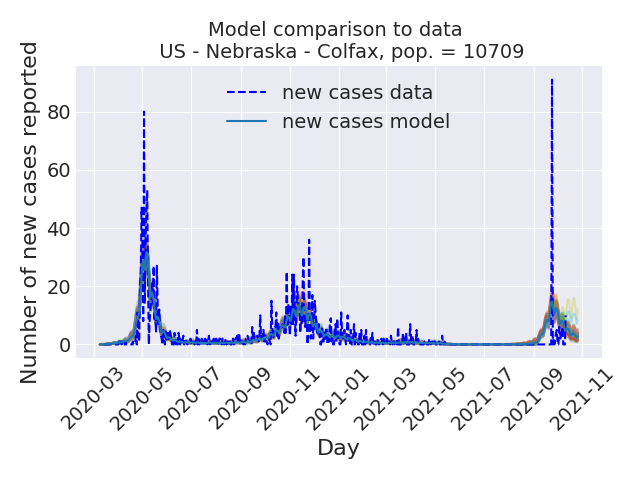 Model comparison to data
US - Nebraska - Colfax, pop. = 10709
new cases data
new cases model
Number of new cases reported
80
60
40
20
0
2020-03
2020-05
2020-07
2020-09
2020-11
2021-01
2021-03
2021-05
2021-07
2021-09
2021-11
Day